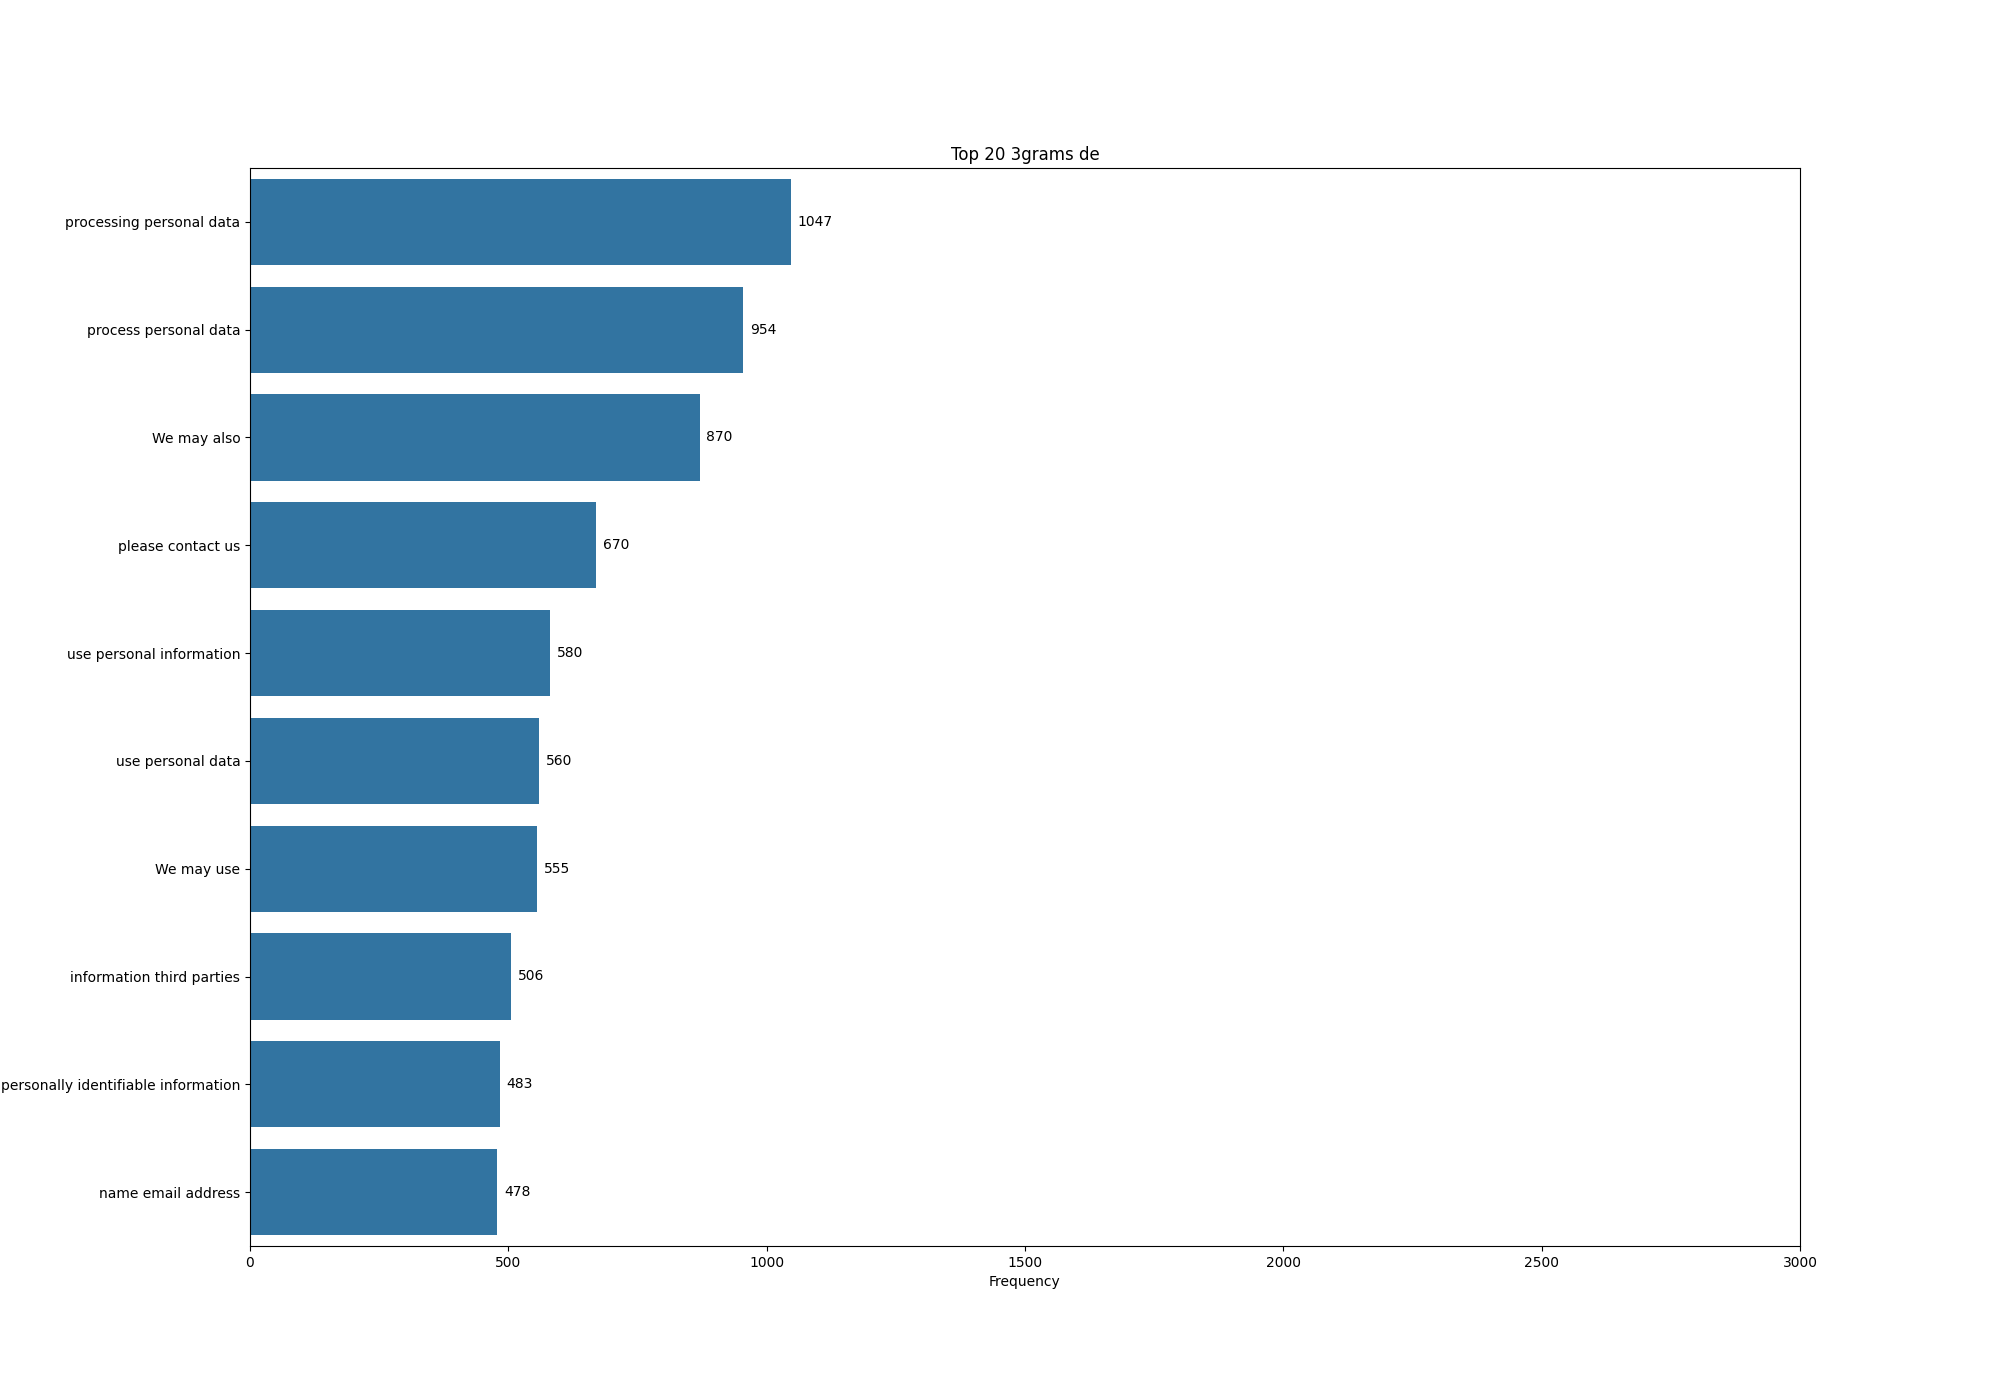 Top 20 3grams de
processing personal data 1047
process personal data 954
We may also 870
please contact us 670
use personal information 580
use personal data 560
We may use 555
information third parties 506
personally identifiable information 483
name email address 478
0 500 1000 1500 2000 2500 3000
Frequency